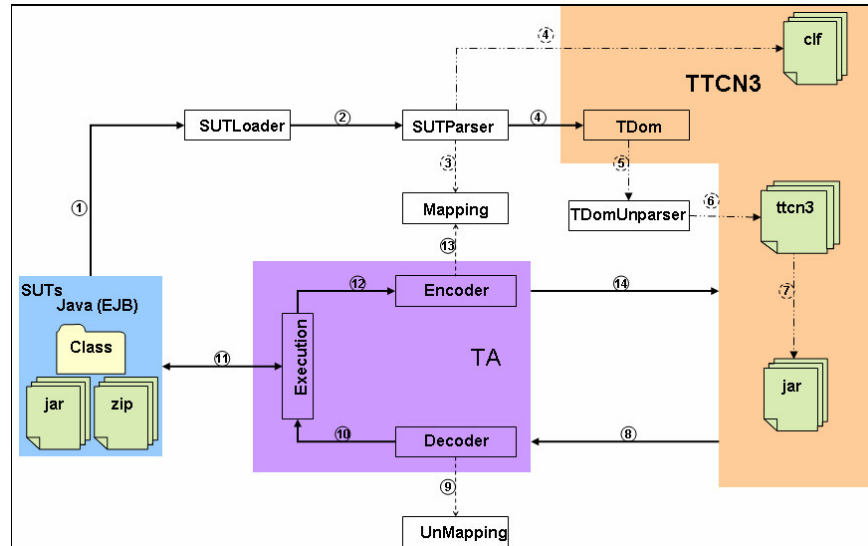 ④
clf
TTCN3
SUTLoader
②
SUTParser
④
TDom
③
⑤
①
Mapping
TDomUnparser
⑥
ttcn3
⑬
SUTs
Java (EJB)
⑫
Encoder
⑭
⑦
Class
⑪
Execution
TA
jar
zip
jar
⑩
Decoder
⑧
⑨
UnMapping